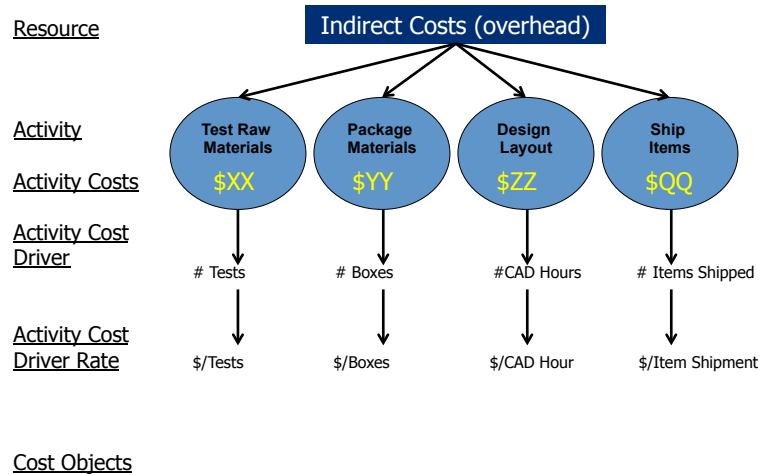 Resource
Indirect Costs (overhead)
Activity
Test Raw
Materials
Package
Materials
Design
Layout
Ship
Items
Activity Costs
$XX
$YY
$ZZ
$QQ
Activity Cost
Driver
# Tests
# Boxes
#CAD Hours
# Items Shipped
Activity Cost
Driver Rate
$/Tests
$/Boxes
$/CAD Hour
$/Item Shipment
Cost Objects